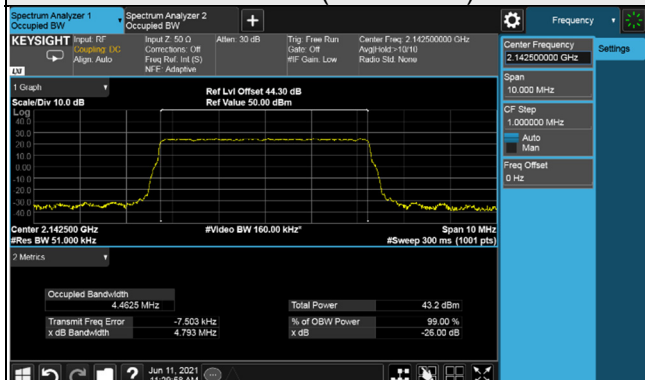 Spectrum Analyzer 1
Occupied BW
Spectrum Analyzer 2
Occupied BW
+
Frequency
KEYSIGHT
Input: RF
Coupling: DC
Align: Auto
Input Z: 50 Ω
Corrections: Off
Freq Ref: Int (S)
NFE: Adaptive
Atten: 30 dB
Trig: Free Run
Gate: Off
#IF Gain: Low
Center Freq: 2.142500000 GHz
Avg|Hold:>10/10
Radio Std: None
LXI
Center Frequency
2.142500000 GHz
Settings
Span
10.000 MHz
CF Step
1.000000 MHz
Auto
Man
Freq Offset
0 Hz
1 Graph
Scale/Div 10.0 dB
Ref Lvl Offset 44.30 dB
Ref Value 50.00 dBm
Log
40.0
30.0
20.0
10.0
0.00
-10.0
-20.0
-30.0
-40.0
Center 2.142500 GHz
#Res BW 51.000 kHz
#Video BW 160.00 kHz*
Span 10 MHz
#Sweep 300 ms (1001 pts)
2 Metrics
Occupied Bandwidth
4.4625 MHz
Total Power 43.2 dBm
Transmit Freq Error -7.503 kHz
% of OBW Power 99.00 %
x dB Bandwidth 4.793 MHz
x dB -26.00 dB
?
Jun 11, 2021